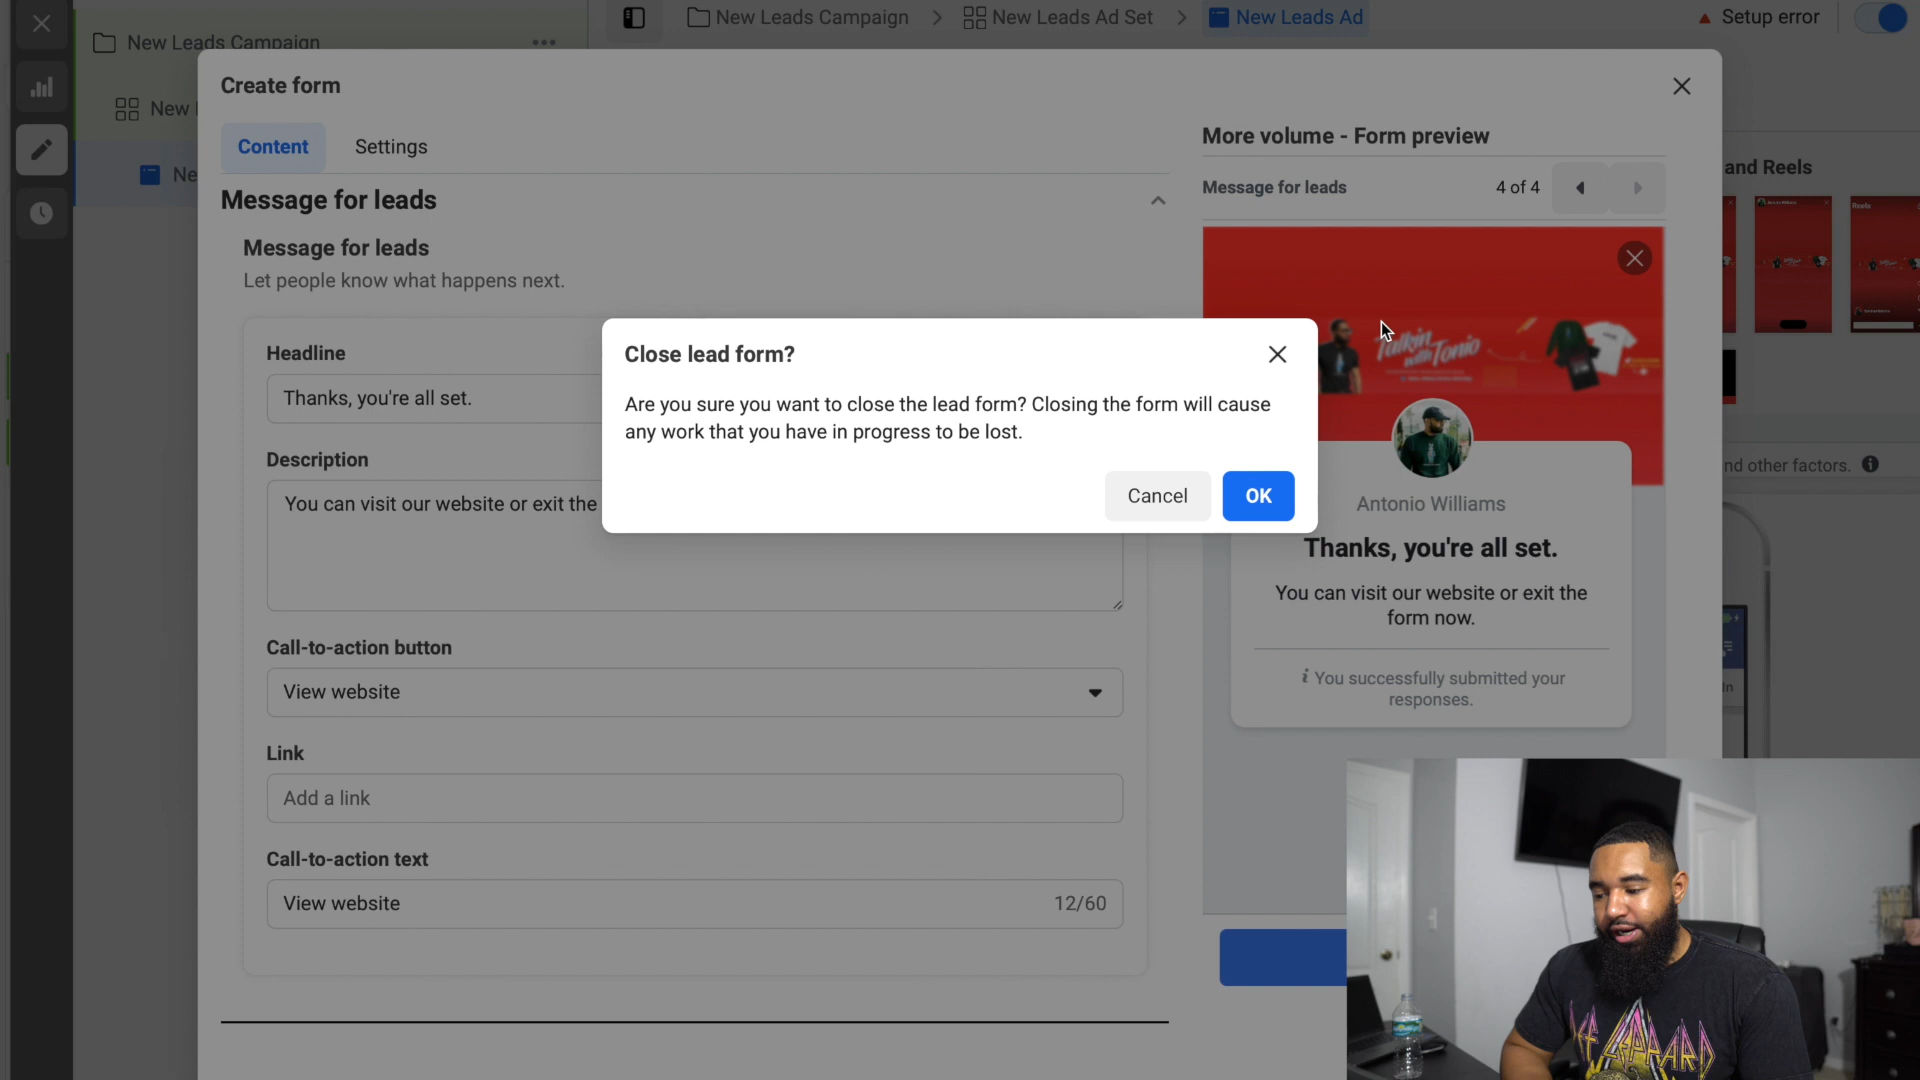 New Leads Campaign
New Leads Campaign
New Leads Ad Set
New Leads Ad
Setup error
New
Ne
Create form
Content
Settings
Message for leads
Message for leads
Let people know what happens next.
Headline
Thanks, you're all set.
Description
You can visit our website or exit the
Call-to-action button
View website
Link
Add a link
Call-to-action text
View website
12/60
More volume - Form preview
Message for leads
4 of 4
Talkin
with Tonio
Antonio Williams
Thanks, you're all set.
You can visit our website or exit the
form now.
You successfully submitted your
responses.
Close lead form?
Are you sure you want to close the lead form? Closing the form will cause
any work that you have in progress to be lost.
Cancel
OK
and Reels
Reels
nd other factors.
In